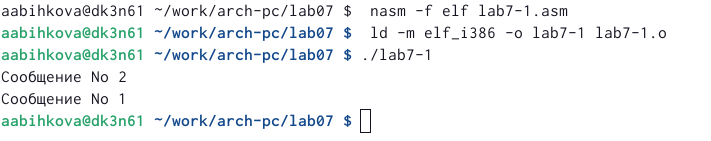 aabihkova@dk3n61 ~/work/arch-pc/lab07 $  nasm -f elf lab7-1.asm
aabihkova@dk3n61 ~/work/arch-pc/lab07 $  ld -m elf_i386 -o lab7-1 lab7-1.o
aabihkova@dk3n61 ~/work/arch-pc/lab07 $ ./lab7-1
Сообщение No 2
Сообщение No 1
aabihkova@dk3n61 ~/work/arch-pc/lab07 $